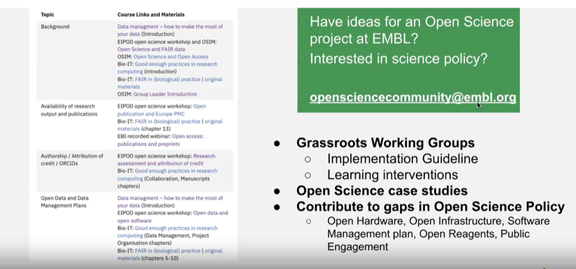 Topic Course Links and Materials
Background
Data managment – how to make the most of
your data (Introduction)
EIPOD open science workshop and OSIM:
Open Science and FAIR data
OSIM: Open Science and Open Access
Bio-IT: Good enough practices in research
computing (introduction)
Bio-IT: FAIR in (biological) practice | original
materials
OSIM: Group Leader Introduction
Availability of research
output and publications
EIPOD open science workshop: Open
publication and Europe PMC
Bio-IT: FAIR in (biological) practice | original
materials (chapter 13)
EBI recorded webinar: Open access:
publications and preprints
Authorship / Attribution of
credit / ORCIDs
EIPOD open science workshop: Research
assessment and attribution of credit
Bio-IT: Good enough practices in research
computing (Collaboration, Manuscripts
chapters)
Open Data and Data
Management Plans
Data managment – how to make the most of
your data (Introduction)
EIPOD open science workshop: Open data and
open software
Bio-IT: Good enough practices in research
computing (Data Management, Project
Organisation chapters)
Bio-IT: FAIR in (biological) practice | original
materials (chapters 5-10)
Have ideas for an Open Science
project at EMBL?
Interested in science policy?
opensciencecommunity@embl.org
● Grassroots Working Groups
○ Implementation Guideline
○ Learning interventions
● Open Science case studies
● Contribute to gaps in Open Science Policy
○ Open Hardware, Open Infrastructure, Software
Management plan, Open Reagents, Public
Engagement